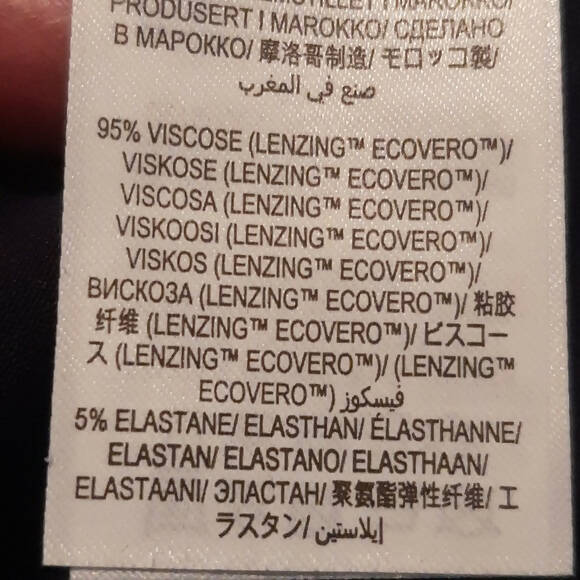 PRODUSERT I MAROKKO/ СДЕЛАНО
В МАРОККО/ 摩洛哥制造/ モロッコ製/
صنع في المغرب
95% VISCOSE (LENZING™ ECOVERO™)/
VISKOSE (LENZING™ ECOVERO™)/
VISCOSA (LENZING™ ECOVERO™)/
VISKOOSI (LENZING™ ECOVERO™)/
VISKOS (LENZING™ ECOVERO™)/
ВИСКОЗА (LENZING™ ECOVERO™)/ 粘胶
纤维 (LENZING™ ECOVERO™)/ ビスコー
ス (LENZING™ ECOVERO™)/ (LENZING™
ECOVERO™) فيسكوز
5% ELASTANE/ ELASTHAN/ ÉLASTHANNE/
ELASTAN/ ELASTANO/ ELASTHAAN/
ELASTAANI/ ЭЛАСТАН/ 聚氨酯弹性纤维/ エ
ラスタン/ إيلاستين